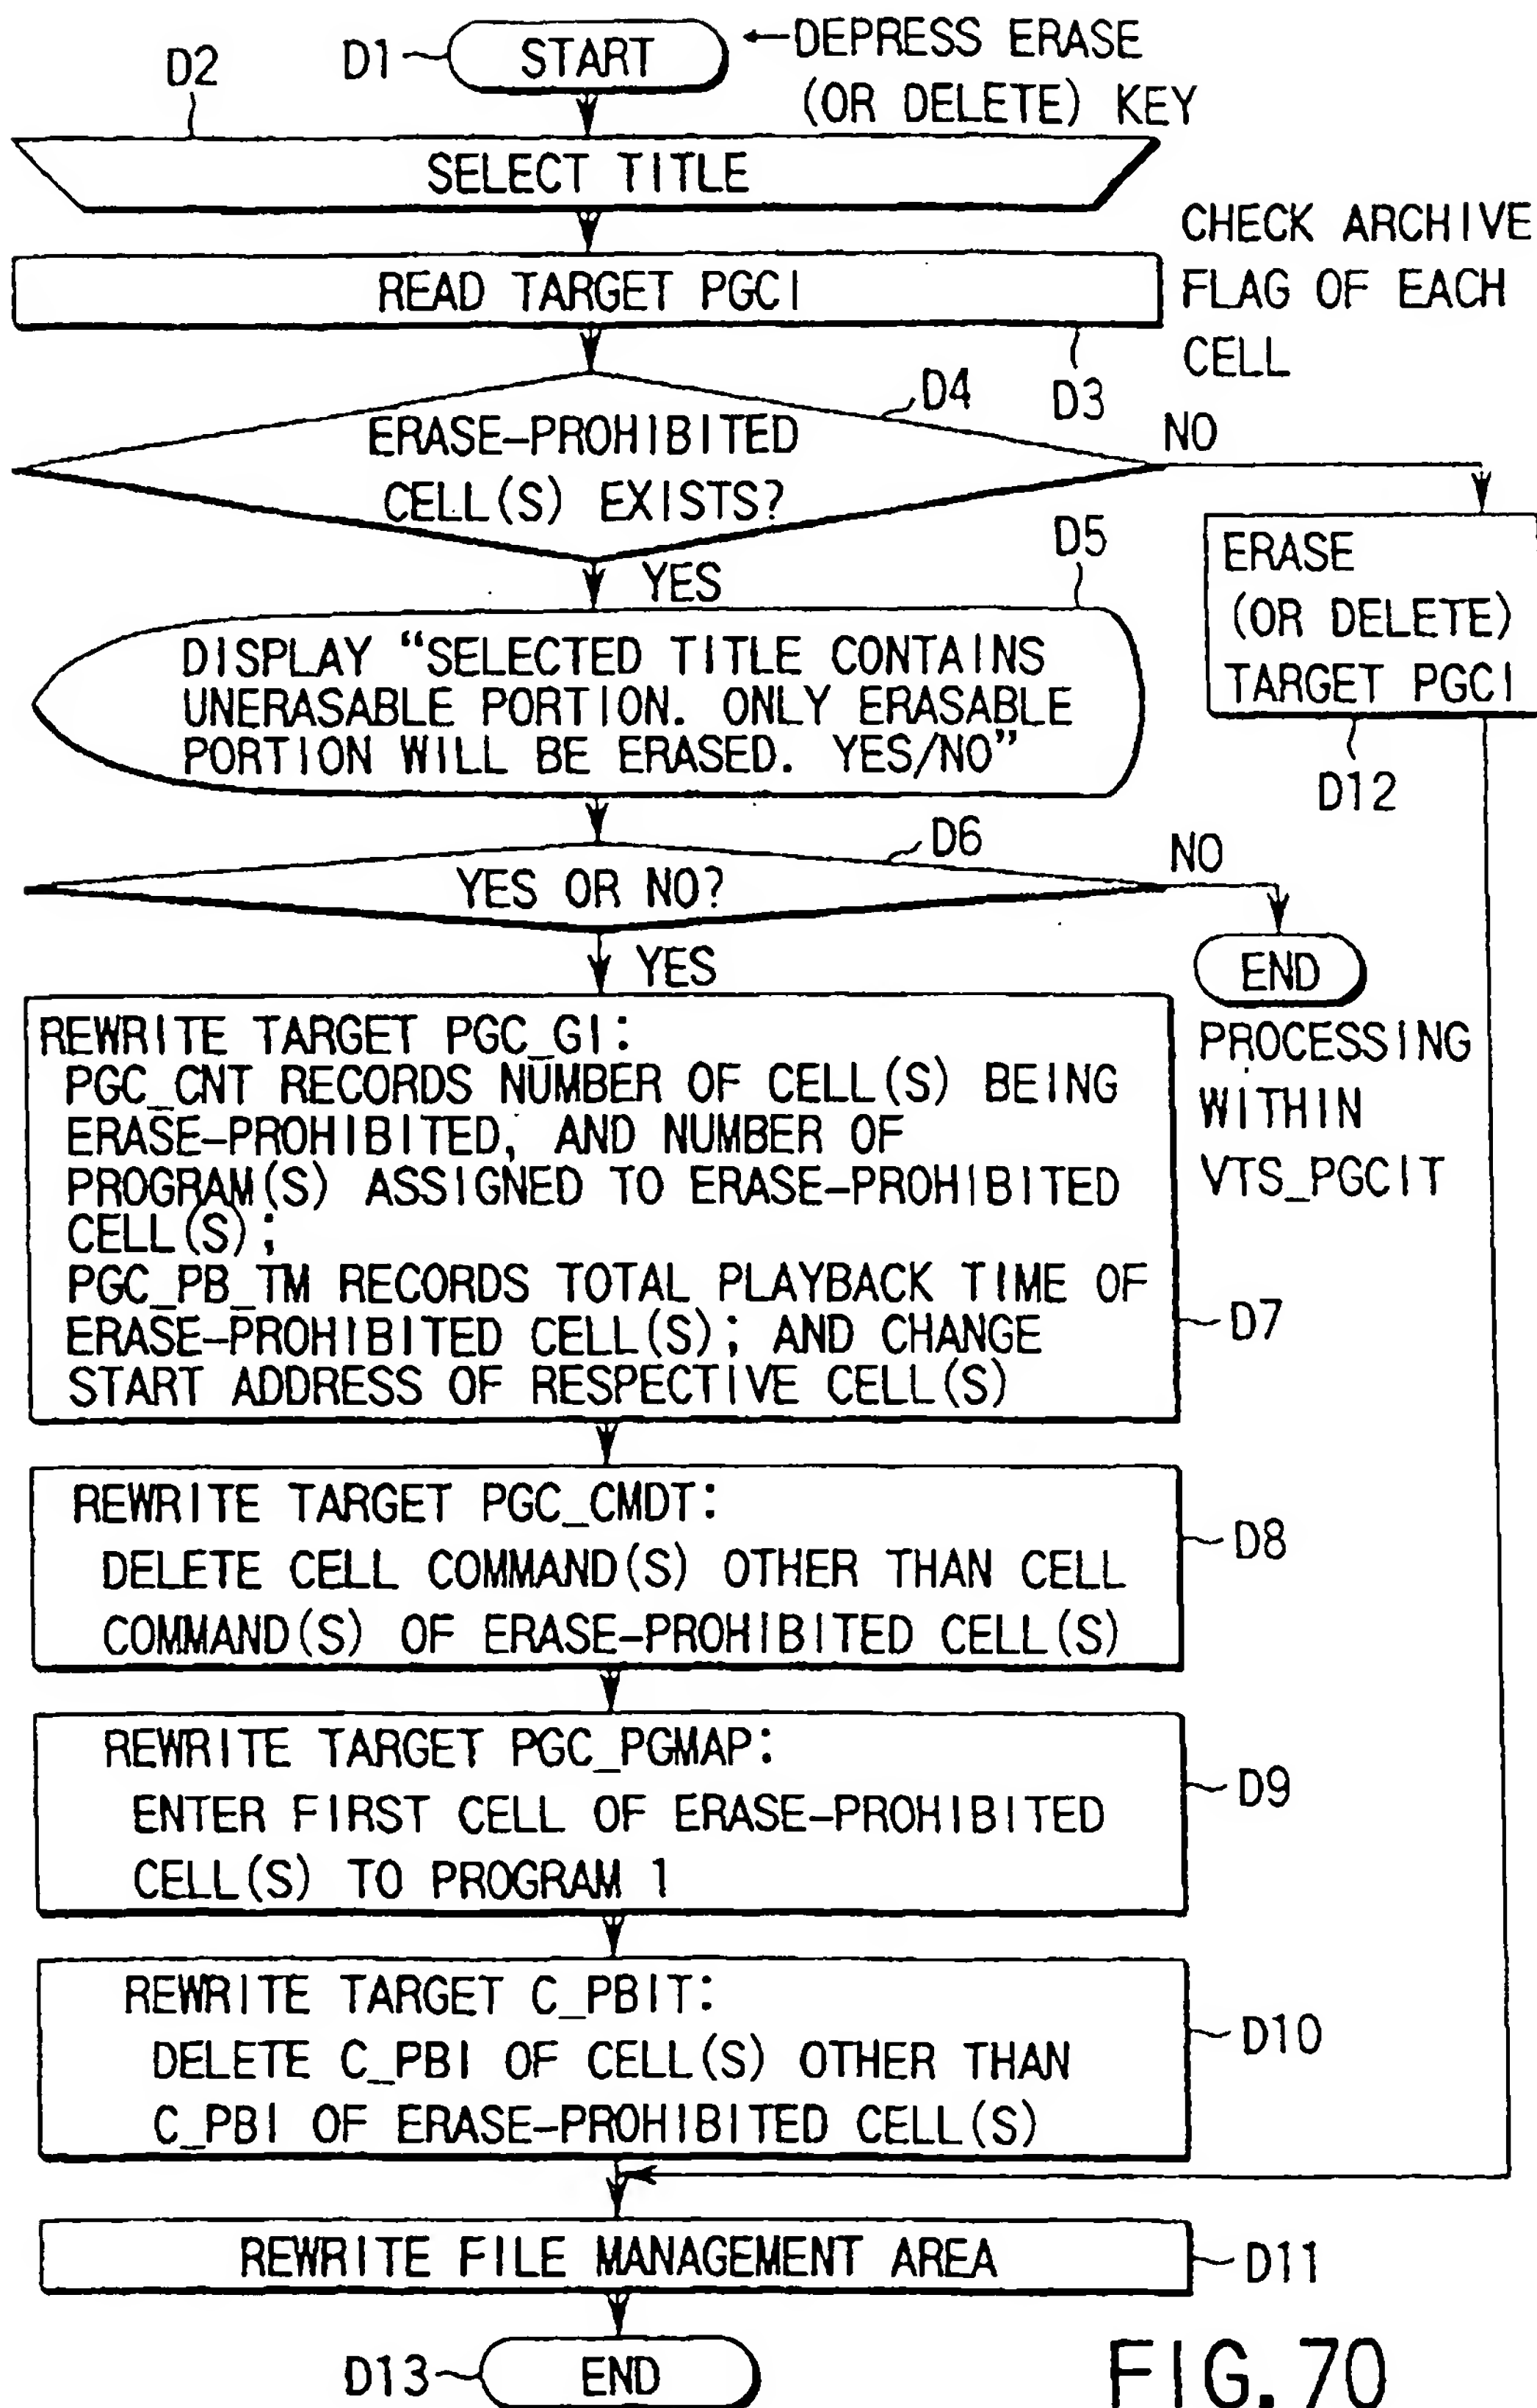 D1
START
←DEPRESS ERASE
(OR DELETE) KEY
D2
SELECT TITLE
READ TARGET PGCI
D3
CHECK ARCHIVE
FLAG OF EACH
CELL
D4
ERASE-PROHIBITED
CELL(S) EXISTS?
NO
YES
D5
DISPLAY “SELECTED TITLE CONTAINS
UNERASABLE PORTION. ONLY ERASABLE
PORTION WILL BE ERASED. YES/NO”
ERASE
(OR DELETE)
TARGET PGCI
D12
D6
YES OR NO?
NO
YES
END
PROCESSING
WITHIN
VTS_PGCIT
REWRITE TARGET PGC_GI:
PGC_CNT RECORDS NUMBER OF CELL(S) BEING
ERASE-PROHIBITED, AND NUMBER OF
PROGRAM(S) ASSIGNED TO ERASE-PROHIBITED
CELL(S);
PGC_PB_TM RECORDS TOTAL PLAYBACK TIME OF
ERASE-PROHIBITED CELL(S); AND CHANGE
START ADDRESS OF RESPECTIVE CELL(S)
D7
REWRITE TARGET PGC_CMDT:
DELETE CELL COMMAND(S) OTHER THAN CELL
COMMAND(S) OF ERASE-PROHIBITED CELL(S)
D8
REWRITE TARGET PGC_PGMAP:
ENTER FIRST CELL OF ERASE-PROHIBITED
CELL(S) TO PROGRAM 1
D9
REWRITE TARGET C_PBIT:
DELETE C_PBI OF CELL(S) OTHER THAN
C_PBI OF ERASE-PROHIBITED CELL(S)
D10
REWRITE FILE MANAGEMENT AREA
D11
D13
END
FIG. 70